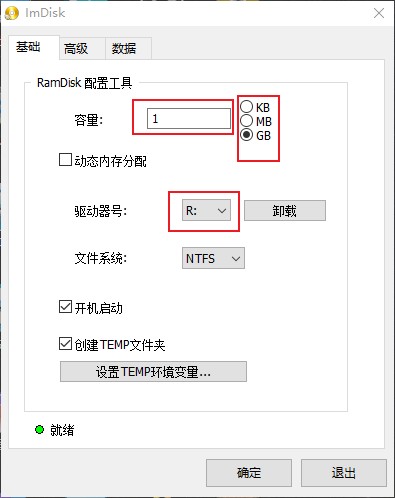 ImDisk
基础 高级 数据
RamDisk 配置工具
容量: 1
KB
MB
GB
动态内存分配
驱动器号: R: 卸载
文件系统: NTFS
开机启动
创建TEMP文件夹
设置TEMP环境变量...
就绪
确定 退出